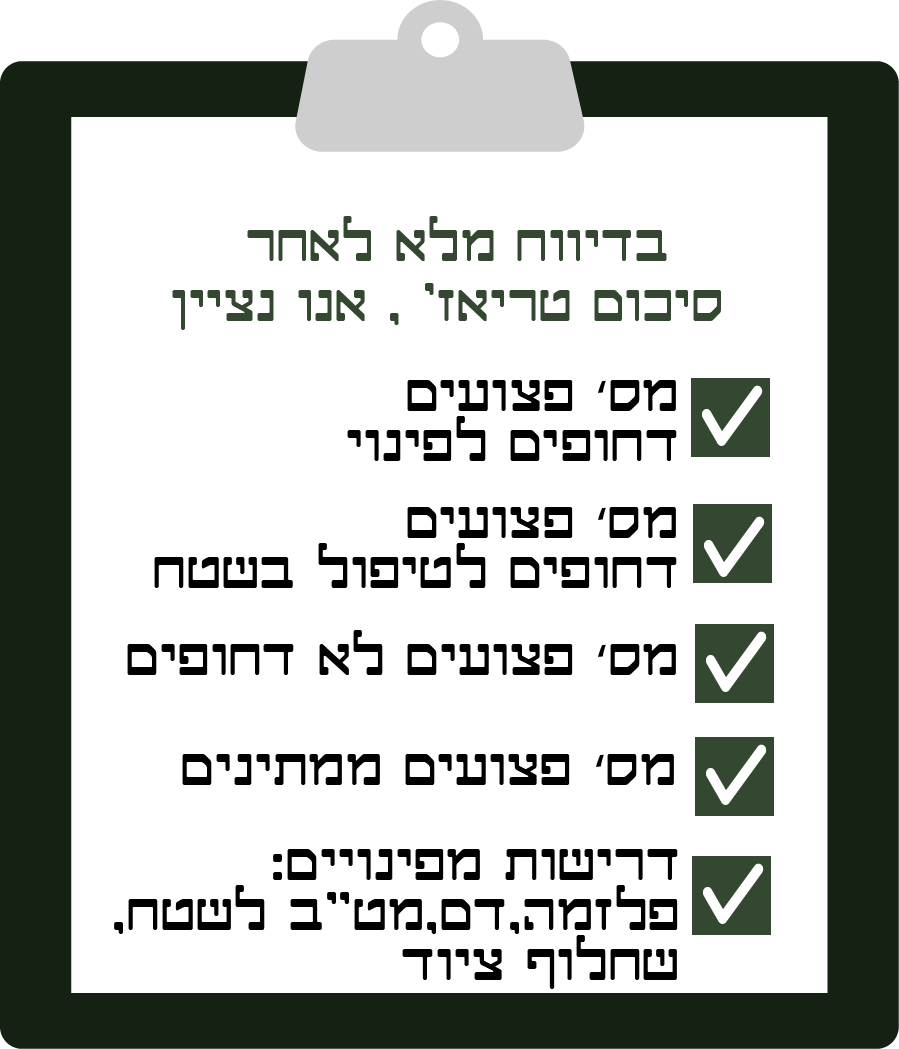 בדיווח מלא לאחר
סיכום טריאז' , אנו נציין
מס׳ פצועים
דחופים לפינוי
מס׳ פצועים
דחופים לטיפול בשטח
מס׳ פצועים לא דחופים
מס׳ פצועים ממתינים
דרישות מפינויים:
פלזמה,דם,מט"ב לשטח,
שחלוף ציוד